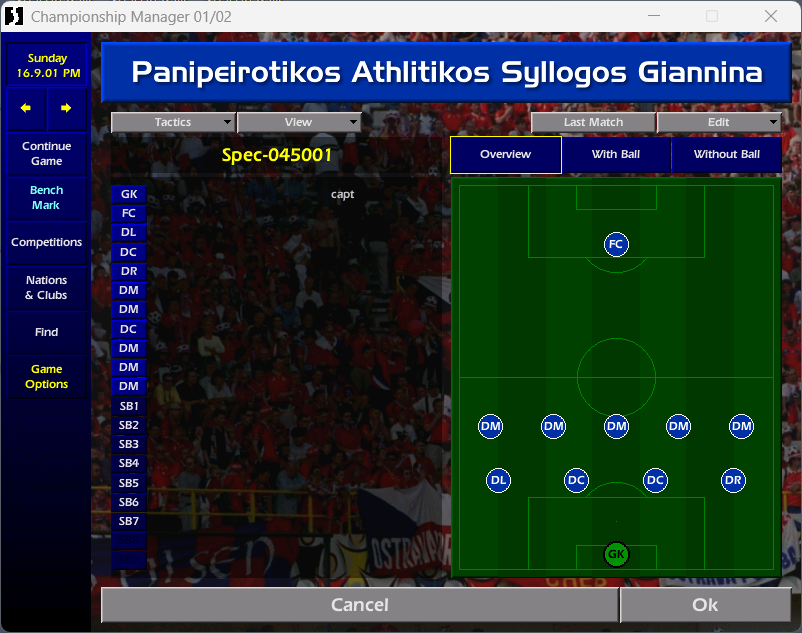 Championship Manager 01/02
Sunday
16.9.01 PM
Continue
Game
Bench
Mark
Competitions
Nations
& Clubs
Find
Game
Options
Panipeirotikos Athlitikos Syllogos Giannina
Tactics
View
Last Match
Edit
Spec-045001
Overview
With Ball
Without Ball
GK capt
FC
DL
DC
DR
DM
DM
DC
DM
DM
DM
SB1
SB2
SB3
SB4
SB5
SB6
SB7
FC
DM DM DM DM DM
DL DC DC DR
GK
Cancel
Ok